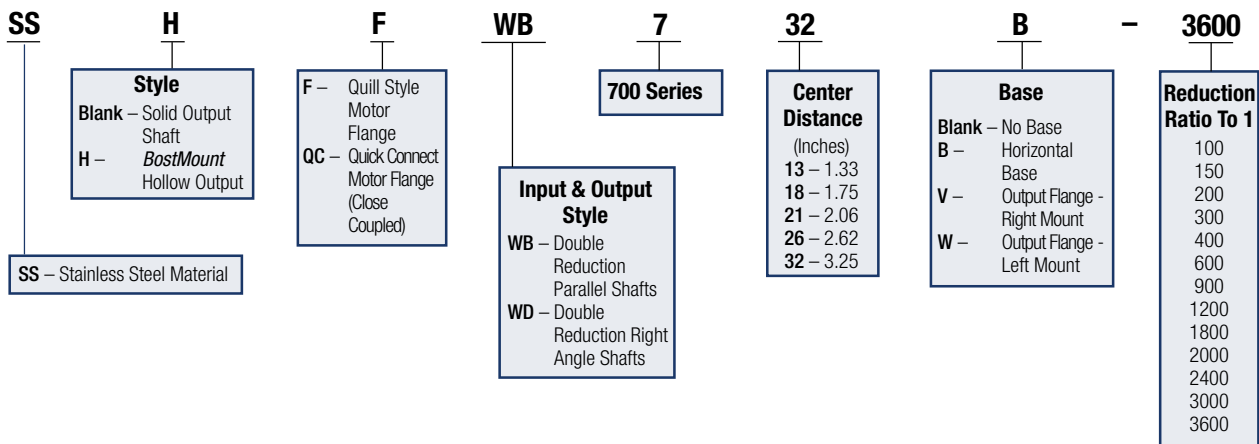 SS H F WB 7 32 B – 3600
Style
Blank – Solid Output
Shaft
H – BostMount
Hollow Output
SS – Stainless Steel Material
F – Quill Style
Motor
Flange
QC – Quick Connect
Motor Flange
(Close
Coupled)
Input & Output
Style
WB – Double
Reduction
Parallel Shafts
WD – Double
Reduction Right
Angle Shafts
700 Series
Center
Distance
(Inches)
13 – 1.33
18 – 1.75
21 – 2.06
26 – 2.62
32 – 3.25
Base
Blank – No Base
B – Horizontal
Base
V – Output Flange -
Right Mount
W – Output Flange -
Left Mount
Reduction
Ratio To 1
100
150
200
300
400
600
900
1200
1800
2000
2400
3000
3600